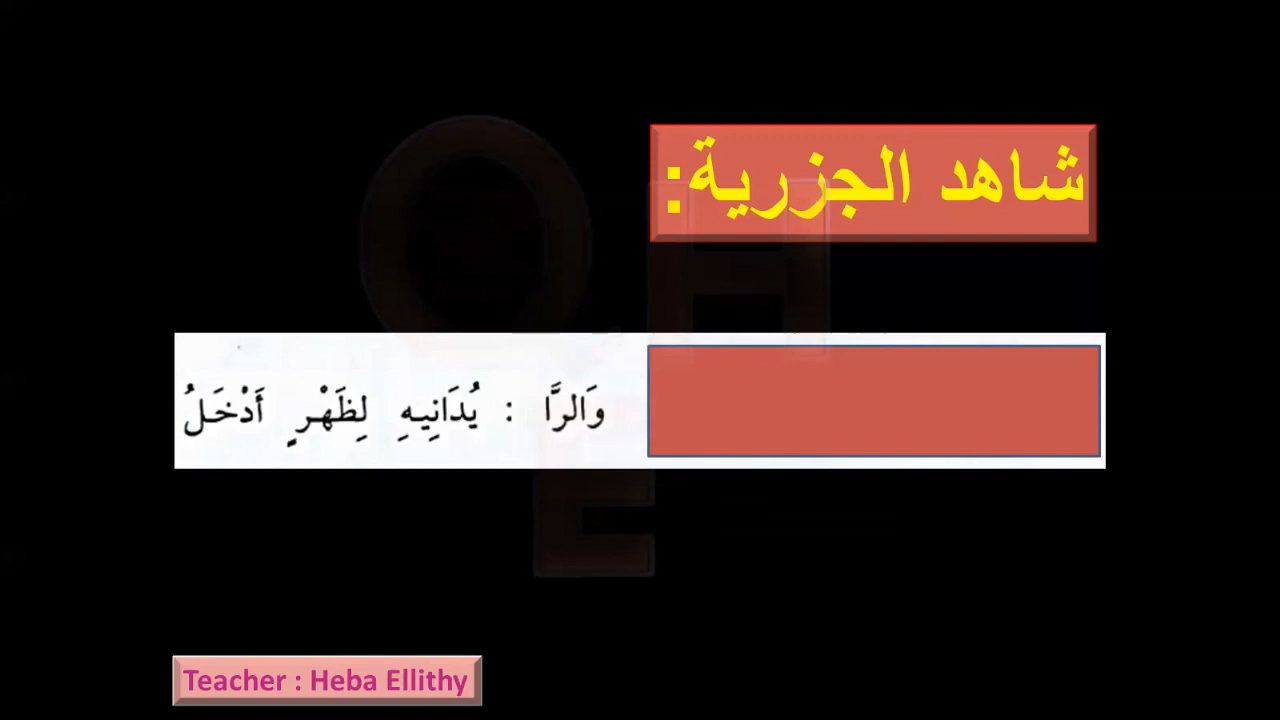 شاهد الجزرية:
وَالرَّا : يُدَانِيهِ لِظَهْرٍ أَدْخَلُ
Teacher : Heba Ellithy